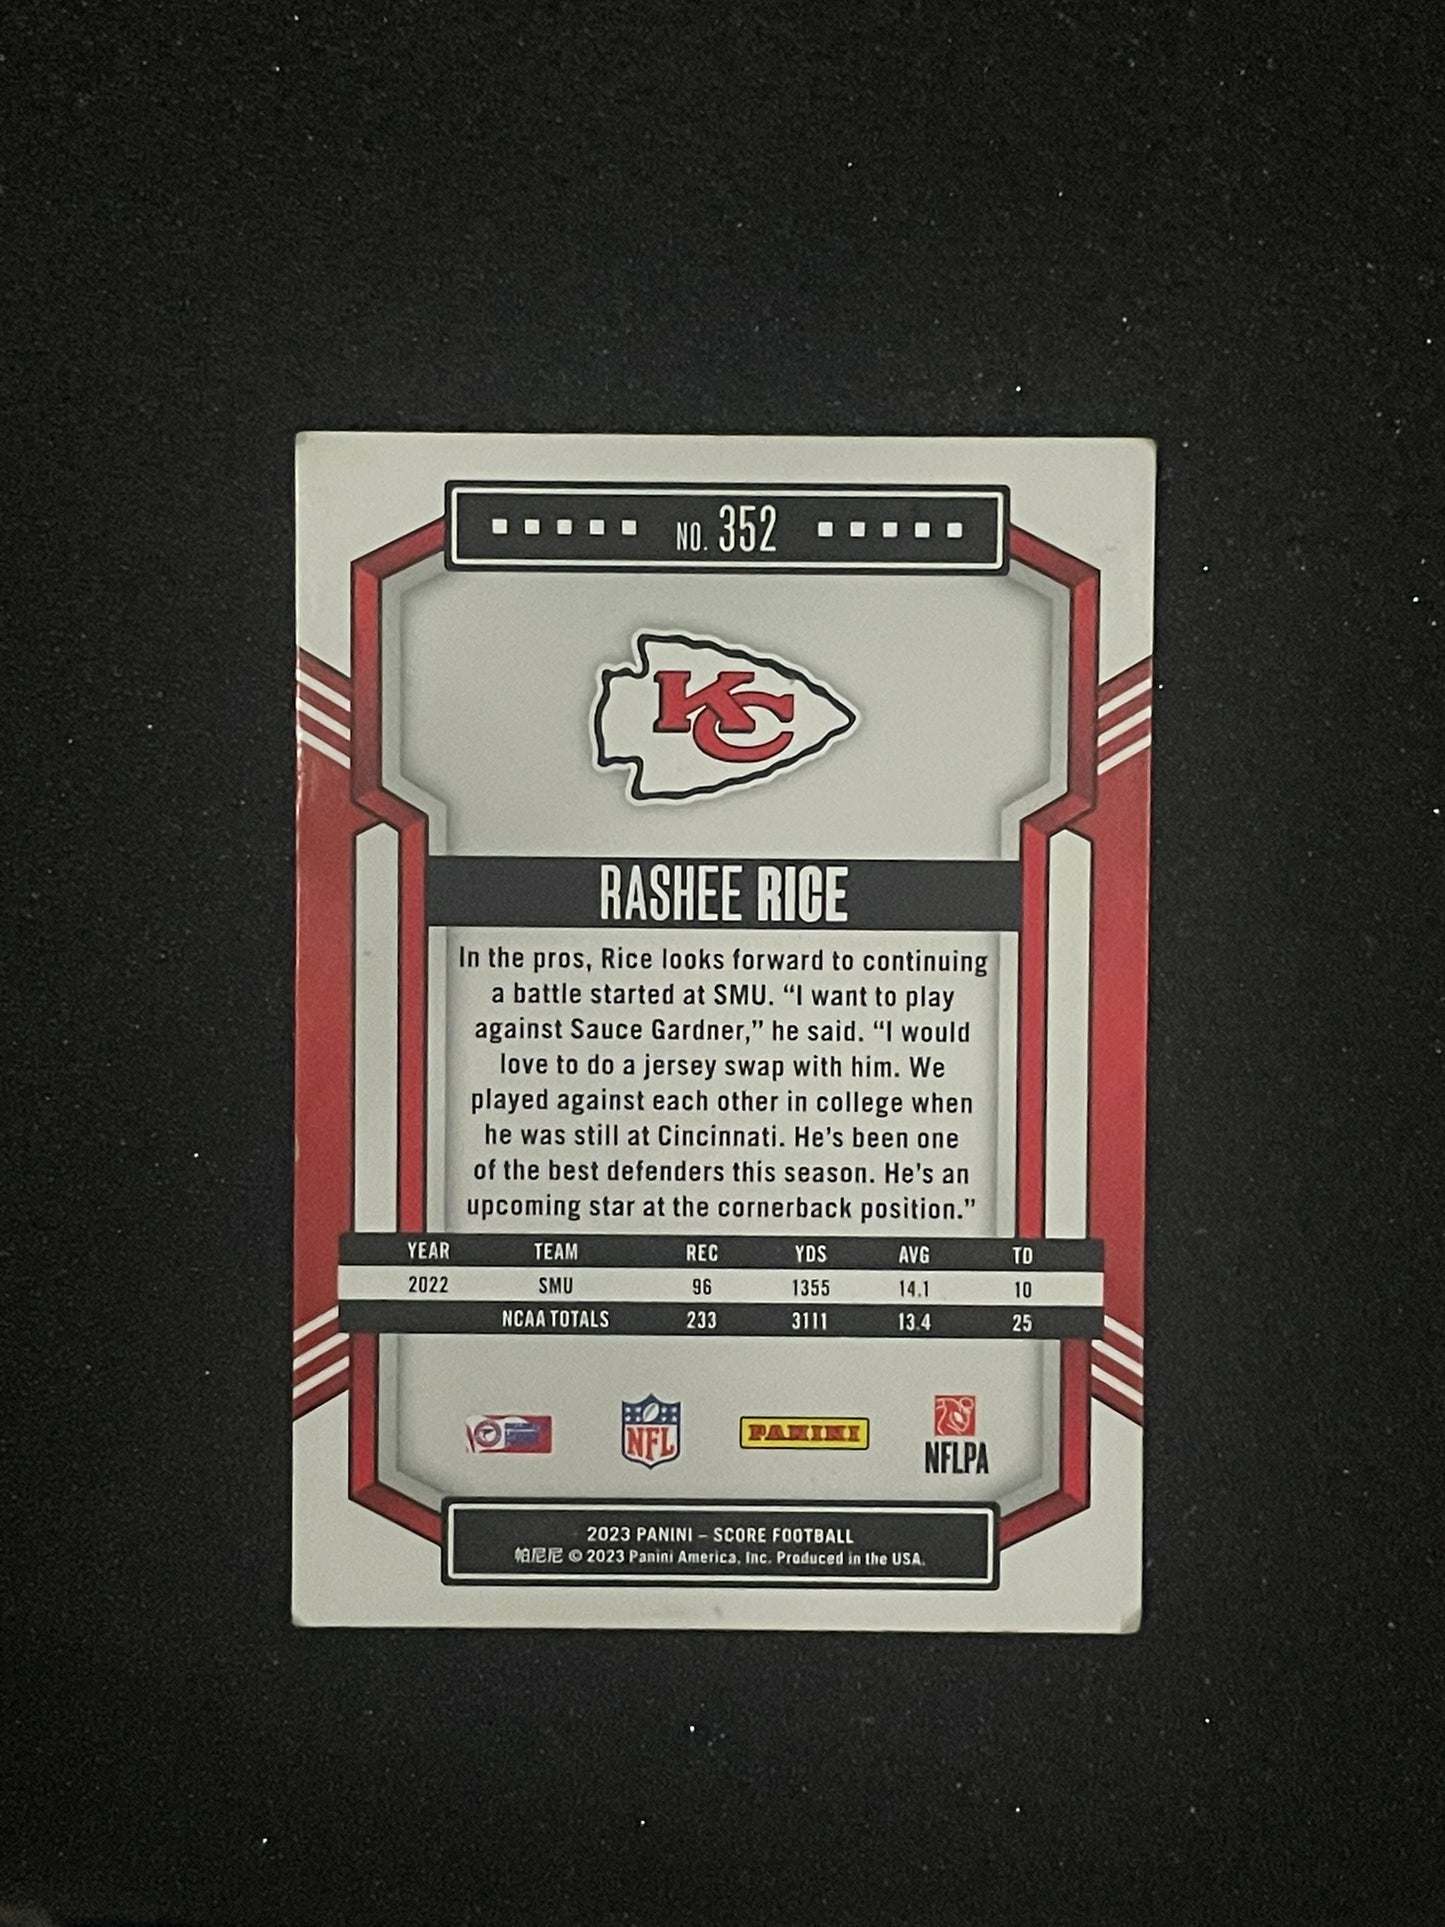 NO. 352
KC
RASHEE RICE
In the pros, Rice looks forward to continuing
a battle started at SMU. “I want to play
against Sauce Gardner,” he said. “I would
love to do a jersey swap with him. We
played against each other in college when
he was still at Cincinnati. He’s been one
of the best defenders this season. He's an
upcoming star at the cornerback position.”
YEAR TEAM REC YDS AVG TD
2022 SMU 96 1355 14.1 10
NCAA TOTALS 233 3111 13.4 25
NFL
PANINI
NFLPA
2023 PANINI – SCORE FOOTBALL
帕尼尼 © 2023 Panini America, Inc. Produced in the USA.